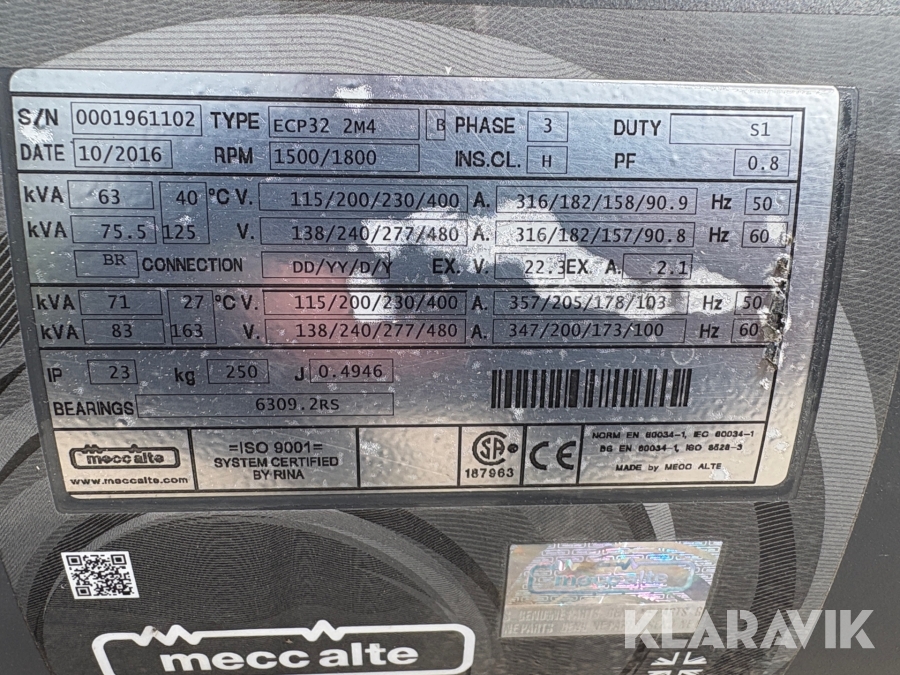 S/N 0001961102 TYPE ECP32 2M4 B PHASE 3 DUTY S1
DATE 10/2016 RPM 1500/1800 INS.CL. H PF 0.8
kVA 63 40 °C V. 115/200/230/400 A. 316/182/158/90.9 Hz 50
kVA 75.5 125 V. 138/240/277/480 A. 316/182/157/90.8 Hz 60
BR CONNECTION DD/YY/D/Y EX. V. 22.3 EX. A. 2.1
kVA 71 27 °C V. 115/200/230/400 A. 357/205/178/103 Hz 50
kVA 83 163 V. 138/240/277/480 A. 347/200/173/100 Hz 60
IP 23 kg 250 J 0.4946
BEARINGS 6309.2RS
mecc alte
www.meccalte.com
=ISO 9001=
SYSTEM CERTIFIED
BY RINA
SA
187963
CE
NORM EN 60034-1, IEC 60034-1
BS EN 60034-1, ISO 8528-3
MADE by MECC ALTE
mecc alte
mecc alte
KLARAVIK